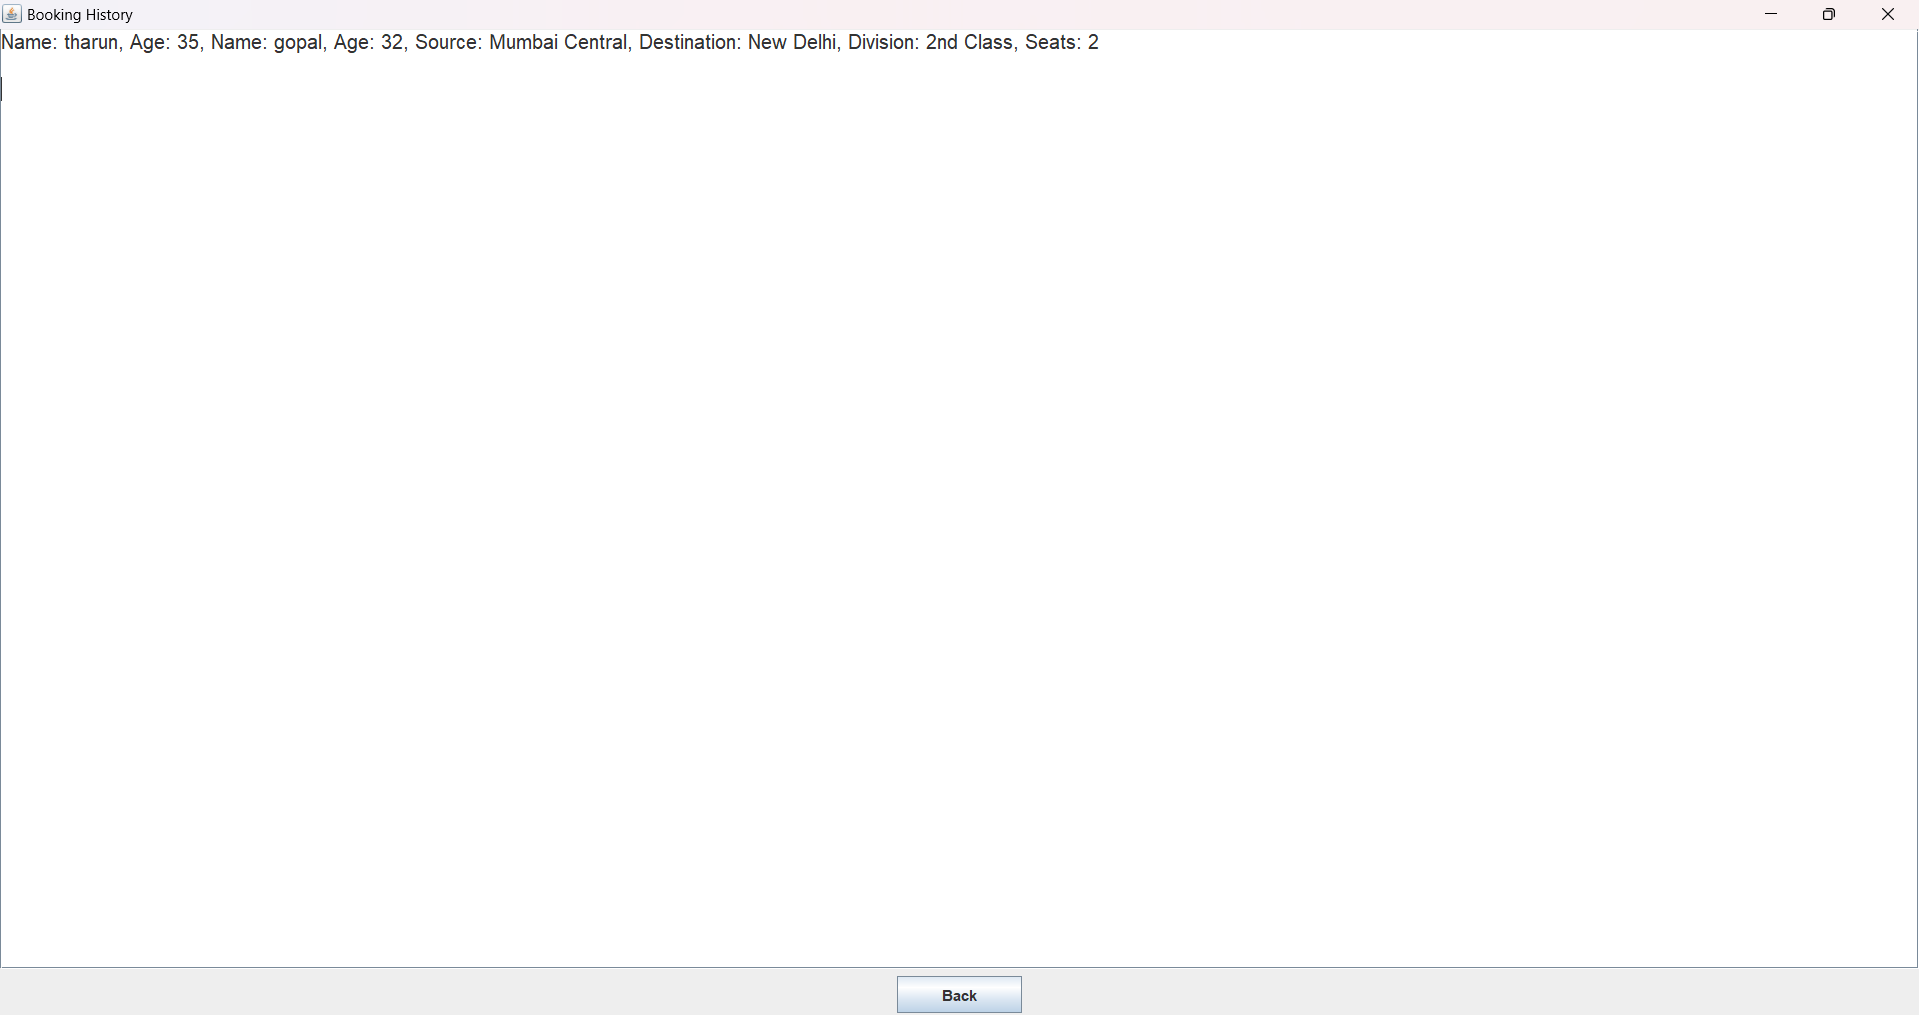 Booking History
Name: tharun, Age: 35, Name: gopal, Age: 32, Source: Mumbai Central, Destination: New Delhi, Division: 2nd Class, Seats: 2
Back